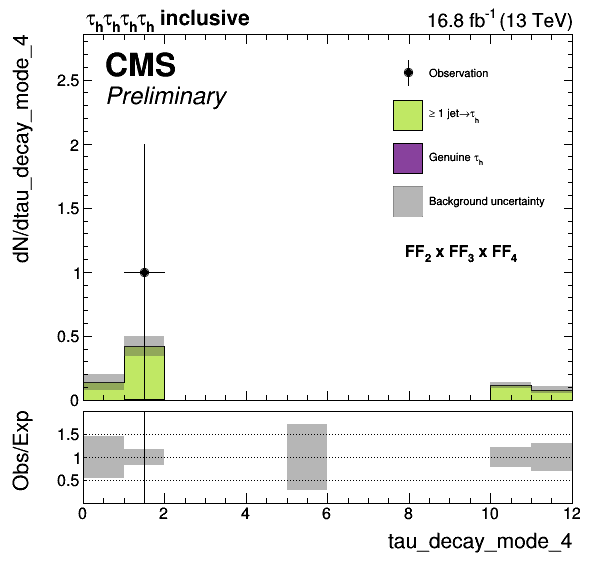 τhτhτhτh inclusive
16.8 fb-1 (13 TeV)
CMS
Preliminary
Observation
≥ 1 jet→τh
Genuine τh
Background uncertainty
FF2 x FF3 x FF4
dN/dtau_decay_mode_4
2.5
2
1.5
1
0.5
0
Obs/Exp
1.5
1
0.5
0 2 4 6 8 10 12
tau_decay_mode_4